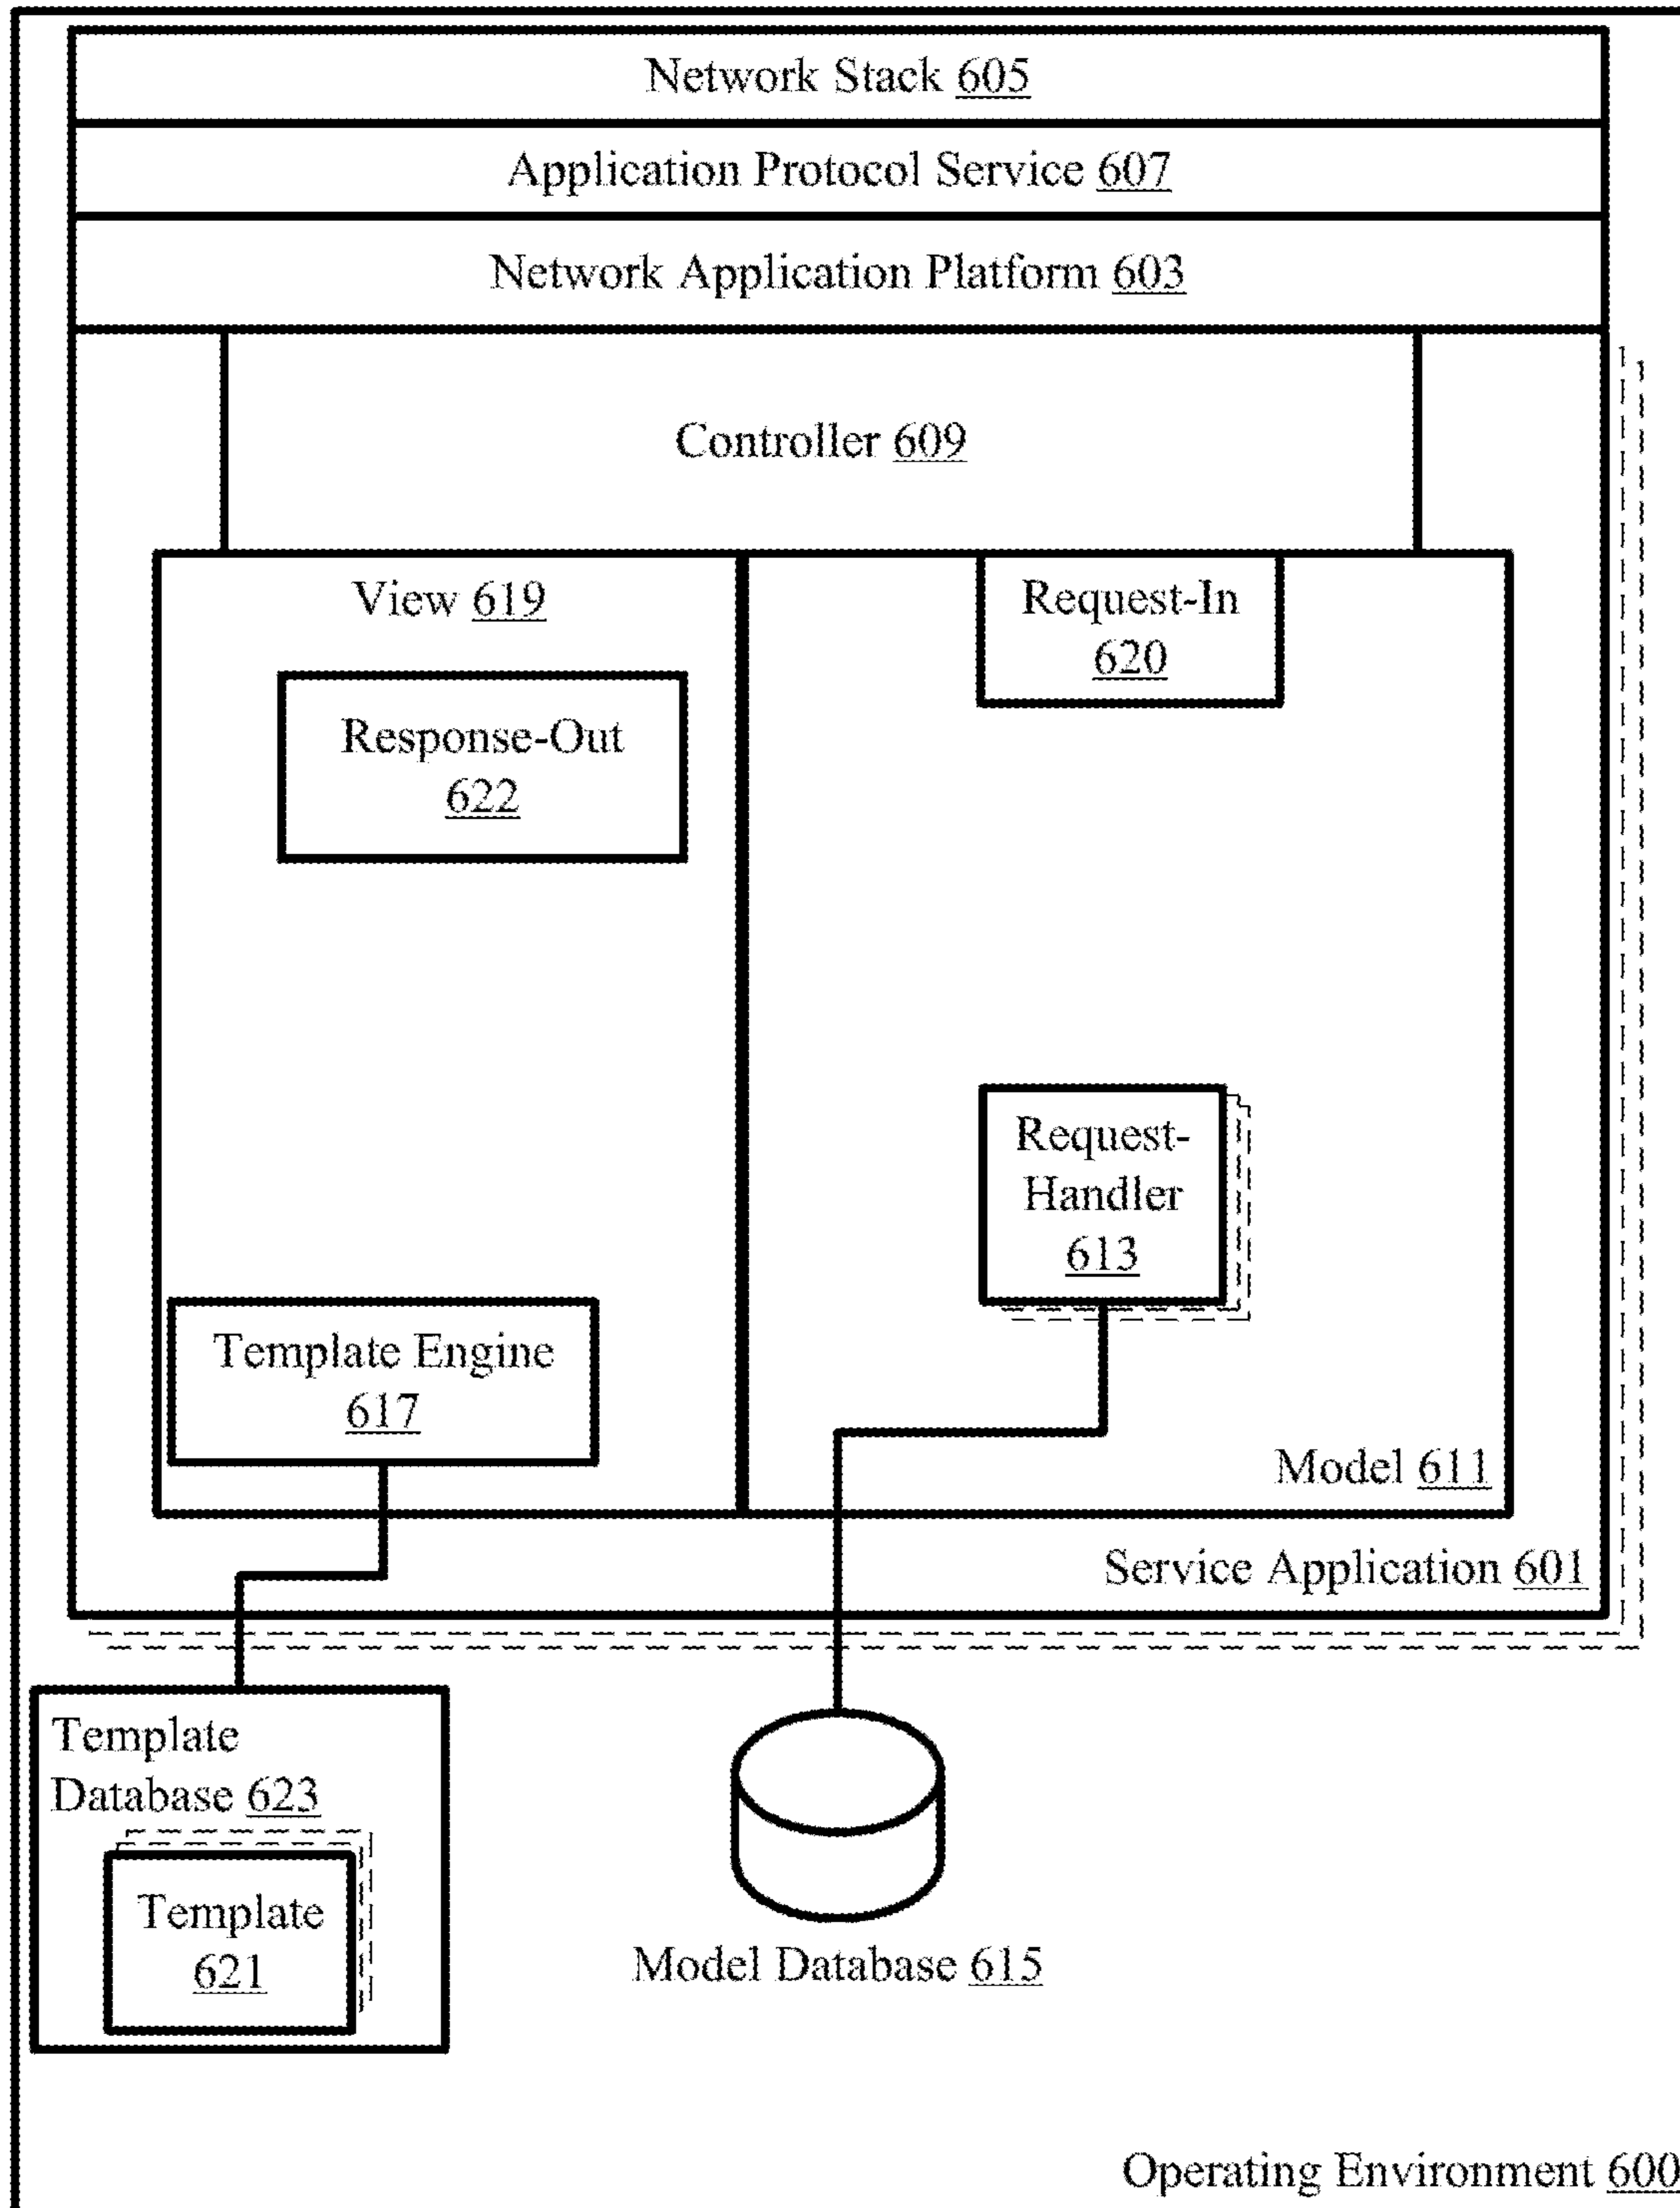 Network Stack 605
Application Protocol Service 607
Network Application Platform 603
Controller 609
View 619
Response-Out
622
Request-In
620
Request-
Handler
613
Template Engine
617
Model 611
Service Application 601
Template
Database 623
Template
621
Model Database 615
Operating Environment 600